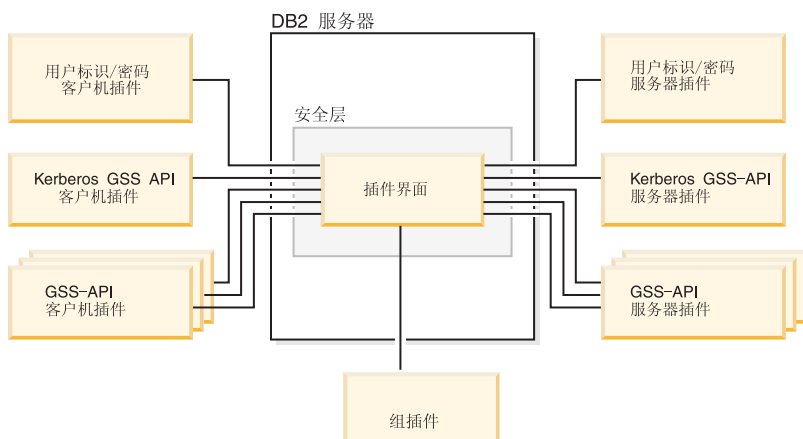 DB2 服务器
用户标识/密码
客户机插件
用户标识/密码
服务器插件
安全层
Kerberos GSS API
客户机插件
插件界面
Kerberos GSS-API
服务器插件
GSS-API
客户机插件
GSS-API
服务器插件
组插件